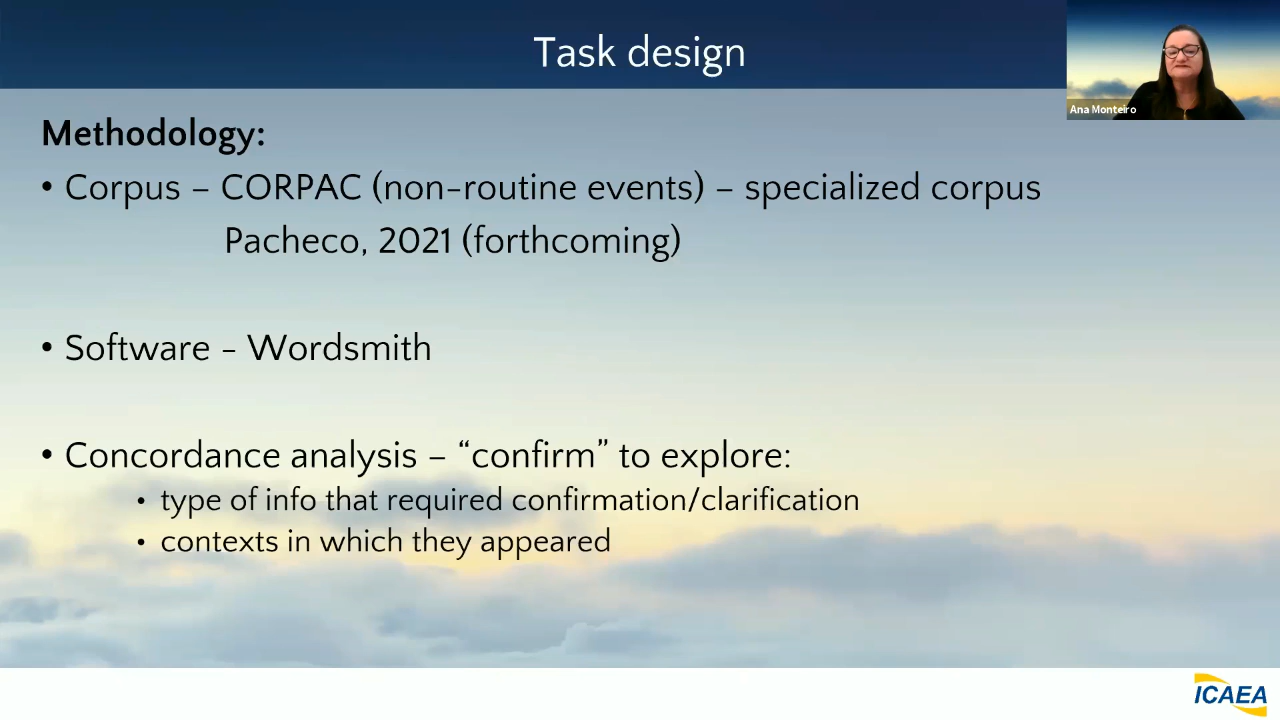 Task design
Ana Monteiro
Methodology:
• Corpus – CORPAC (non-routine events) – specialized corpus
Pacheco, 2021 (forthcoming)
• Software - Wordsmith
• Concordance analysis – “confirm” to explore:
• type of info that required confirmation/clarification
• contexts in which they appeared
ICAEA